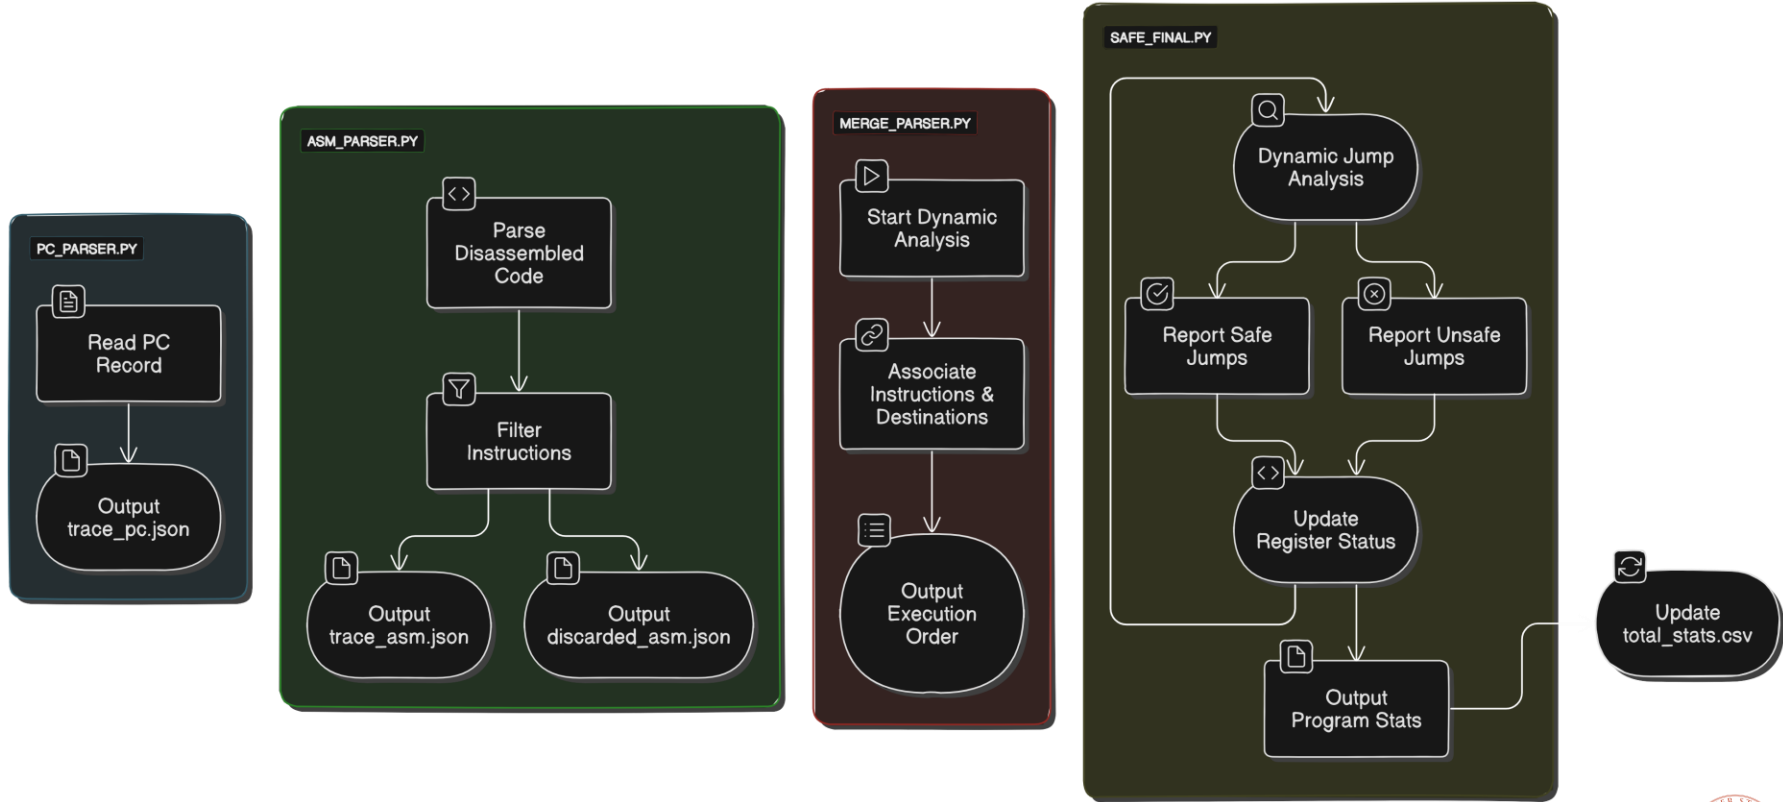 PC_PARSER.PY
Read PC
Record
Output
trace_pc.json
ASM_PARSER.PY
Parse
Disassembled
Code
Filter
Instructions
Output
trace_asm.json
Output
discarded_asm.json
MERGE_PARSER.PY
Start Dynamic
Analysis
Associate
Instructions &
Destinations
Output
Execution
Order
SAFE_FINAL.PY
Dynamic Jump
Analysis
Report Safe
Jumps
Report Unsafe
Jumps
Update
Register Status
Output
Program Stats
Update
total_stats.csv